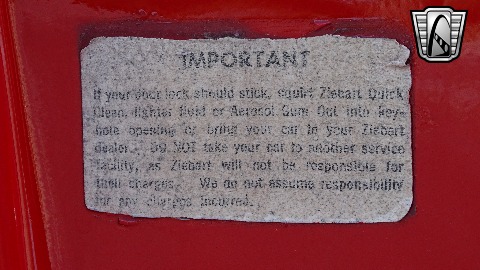 IMPORTANT
If your door lock should stick, squirt Ziebart Quick
Clean, lighter fluid or Aerosol Gum Out into key-
hole opening or bring your car to your Ziebart
dealer. DO NOT take your car to another service
facility, as Ziebart will not be responsible for
their charges. We do not assume responsibility
for any charges incurred.